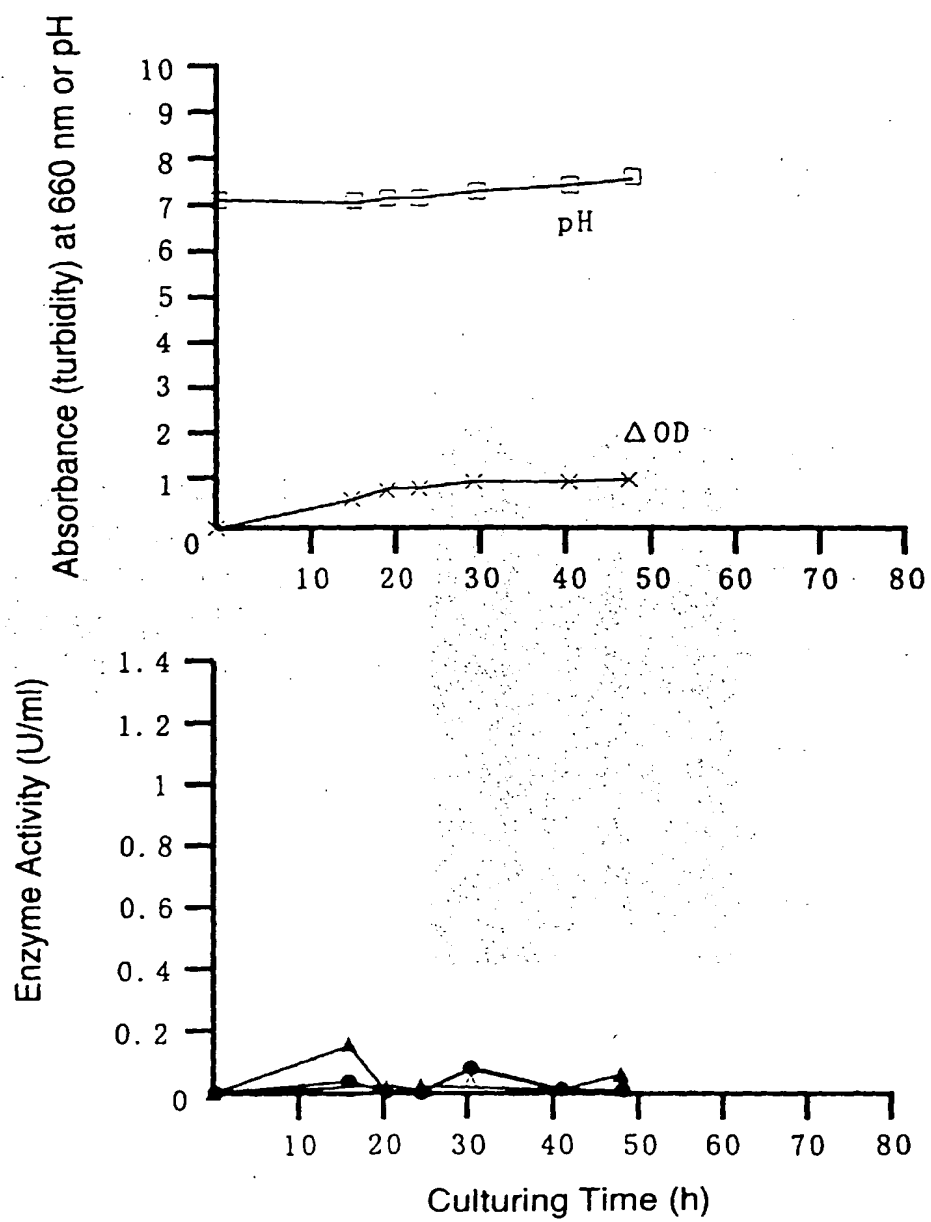 Absorbance (turbidity) at 660 nm or pH
10
9
8
7
6
5
4
3
2
1
0
pH
Δ OD
10 20 30 40 50 60 70 80
Enzyme Activity (U/ml)
1.4
1.2
1
0.8
0.6
0.4
0.2
0
10 20 30 40 50 60 70 80
Culturing Time (h)